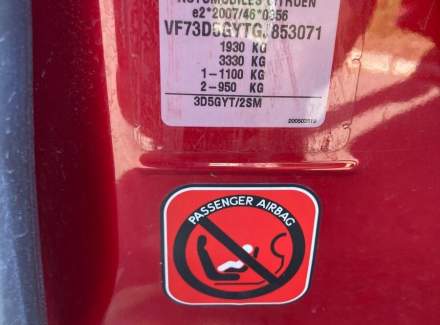 AUTOMOBILES CITROEN
e2*2007/46*0356
1930 KG
3330 KG
1-1100 KG
2-950 KG
3D5GYT/2SM
PASSENGER AIRBAG